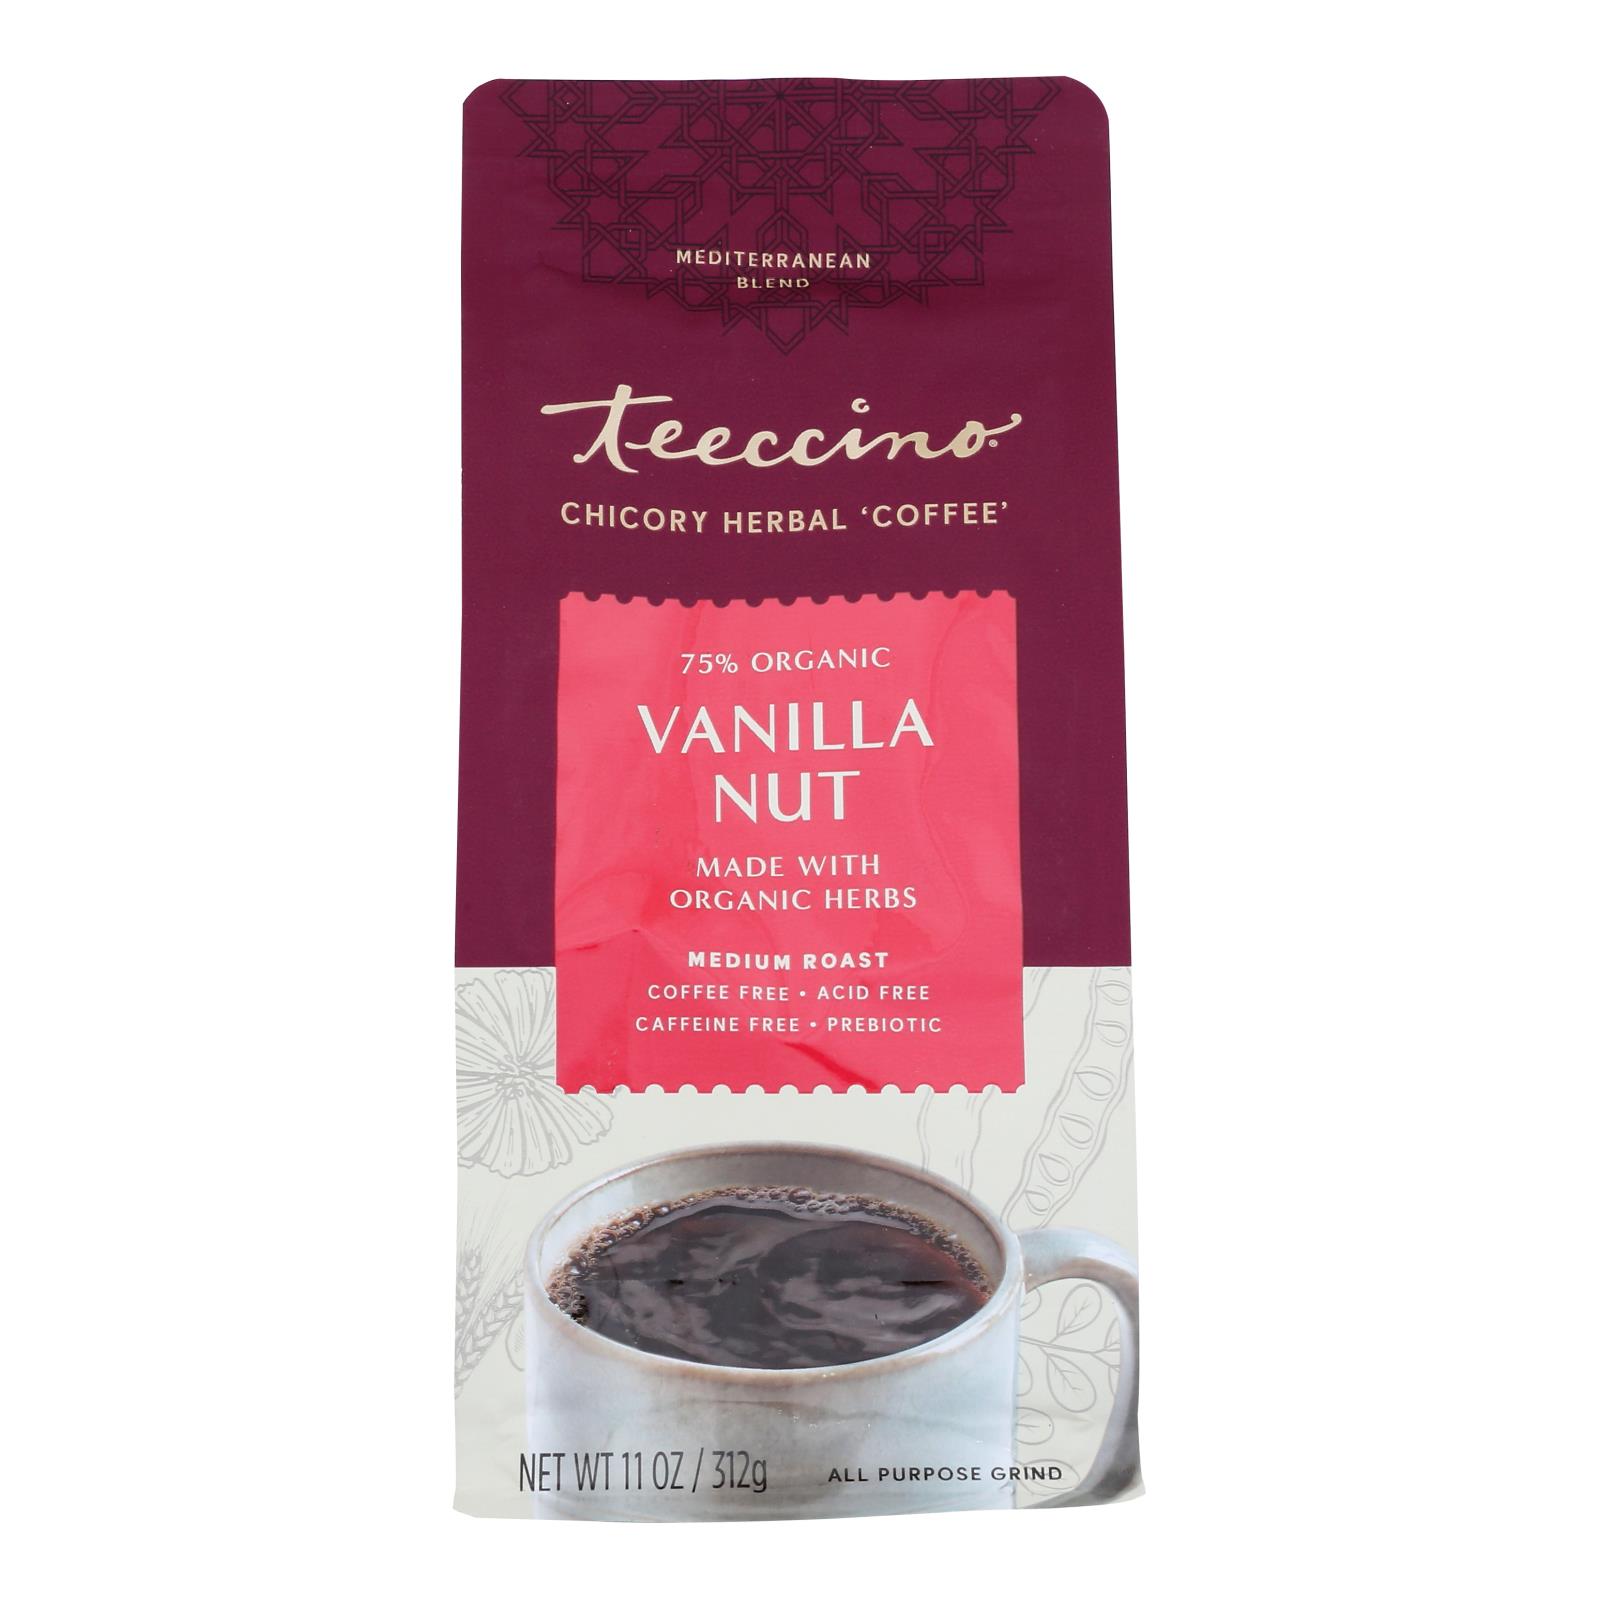 MEDITERRANEAN
BLEND
teeccino®
CHICORY HERBAL ‘COFFEE’
75% ORGANIC
VANILLA
NUT
MADE WITH
ORGANIC HERBS
MEDIUM ROAST
COFFEE FREE • ACID FREE
CAFFEINE FREE • PREBIOTIC
NET WT 11 OZ / 312g
ALL PURPOSE GRIND